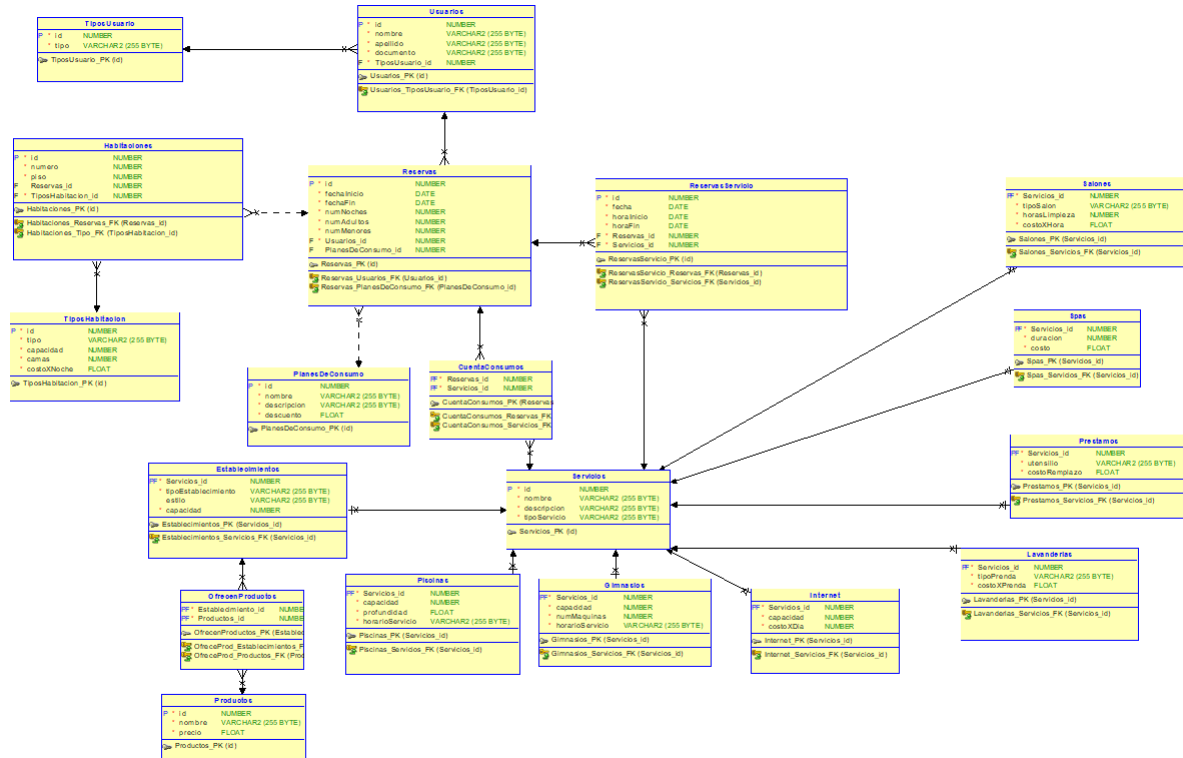 TiposUsuario
P * id NUMBER
* tipo VARCHAR2 (255 BYTE)
TiposUsuario_PK (id)
Usuarios
P * id NUMBER
* nombre VARCHAR2 (255 BYTE)
* apellido VARCHAR2 (255 BYTE)
* documento VARCHAR2 (255 BYTE)
F * TiposUsuario_id NUMBER
Usuarios_PK (id)
Usuarios_TiposUsuario_FK (TiposUsuario_id)
Habitaciones
P * id NUMBER
* numero NUMBER
* piso NUMBER
F Reservas_id NUMBER
F * TiposHabitacion_id NUMBER
Habitaciones_PK (id)
Habitaciones_Reservas_FK (Reservas_id)
Habitaciones_Tipo_FK (TiposHabitacion_id)
Reservas
P * id NUMBER
* fechaInicio DATE
* fechaFin DATE
* numNoches NUMBER
* numAdultos NUMBER
* numMenores NUMBER
F * Usuarios_id NUMBER
F PlanesDeConsumo_id NUMBER
Reservas_PK (id)
Reservas_Usuarios_FK (Usuarios_id)
Reservas_PlanesDeConsumo_FK (PlanesDeConsumo_id)
ReservasServicio
P * id NUMBER
* fecha DATE
* horaInicio DATE
* horaFin DATE
F * Reservas_id NUMBER
F * Servicios_id NUMBER
ReservasServicio_PK (id)
ReservasServicio_Reservas_FK (Reservas_id)
ReservasServicio_Servicios_FK (Servicios_id)
Salones
PF * Servicios_id NUMBER
* tipoSalon VARCHAR2 (255 BYTE)
* horasLimpieza NUMBER
* costoXHora FLOAT
Salones_PK (Servicios_id)
Salones_Servicios_FK (Servicios_id)
TiposHabitacion
P * id NUMBER
* tipo VARCHAR2 (255 BYTE)
* capacidad NUMBER
* camas NUMBER
* costoXNoche FLOAT
TiposHabitacion_PK (id)
Spas
PF * Servicios_id NUMBER
* duracion NUMBER
* costo FLOAT
Spas_PK (Servicios_id)
Spas_Servicios_FK (Servicios_id)
PlanesDeConsumo
P * id NUMBER
* nombre VARCHAR2 (255 BYTE)
* descripcion VARCHAR2 (255 BYTE)
* descuento FLOAT
PlanesDeConsumo_PK (id)
CuentaConsumos
PF * Reservas_id NUMBER
PF * Servicios_id NUMBER
CuentaConsumos_PK (Reservas
CuentaConsumos_Reservas_FK
CuentaConsumos_Servicios_FK
Prestamos
PF * Servicios_id NUMBER
* utensilio VARCHAR2 (255 BYTE)
* costoRemplazo FLOAT
Prestamos_PK (Servicios_id)
Prestamos_Servicios_FK (Servicios_id)
Establecimientos
PF * Servicios_id NUMBER
* tipoEstablecimiento VARCHAR2 (255 BYTE)
* estilo VARCHAR2 (255 BYTE)
* capacidad NUMBER
Establecimientos_PK (Servicios_id)
Establecimientos_Servicios_FK (Servicios_id)
Servicios
P * id NUMBER
* nombre VARCHAR2 (255 BYTE)
* descripcion VARCHAR2 (255 BYTE)
* tipoServicio VARCHAR2 (255 BYTE)
Servicios_PK (id)
Lavanderias
PF * Servicios_id NUMBER
* tipoPrenda VARCHAR2 (255 BYTE)
* costoXPrenda FLOAT
Lavanderias_PK (Servicios_id)
Lavanderias_Servicios_FK (Servicios_id)
OfrecenProductos
PF * Establecimiento_id NUMBE
PF * Productos_id NUMBE
OfrecenProductos_PK (Establec
OfreceProd_Establecimientos_F
OfreceProd_Productos_FK (Prod
Piscinas
PF * Servicios_id NUMBER
* capacidad NUMBER
* profundidad FLOAT
* horarioServicio VARCHAR2 (255 BYTE)
Piscinas_PK (Servicios_id)
Piscinas_Servicios_FK (Servicios_id)
Gimnasios
PF * Servicios_id NUMBER
* capacidad NUMBER
* numMaquinas NUMBER
* horarioServicio VARCHAR2 (255 BYTE)
Gimnasios_PK (Servicios_id)
Gimnasios_Servicios_FK (Servicios_id)
Internet
PF * Servicios_id NUMBER
* capacidad NUMBER
* costoXDia NUMBER
Internet_PK (Servicios_id)
Internet_Servicios_FK (Servicios_id)
Productos
P * id NUMBER
* nombre VARCHAR2 (255 BYTE)
* precio FLOAT
Productos_PK (id)